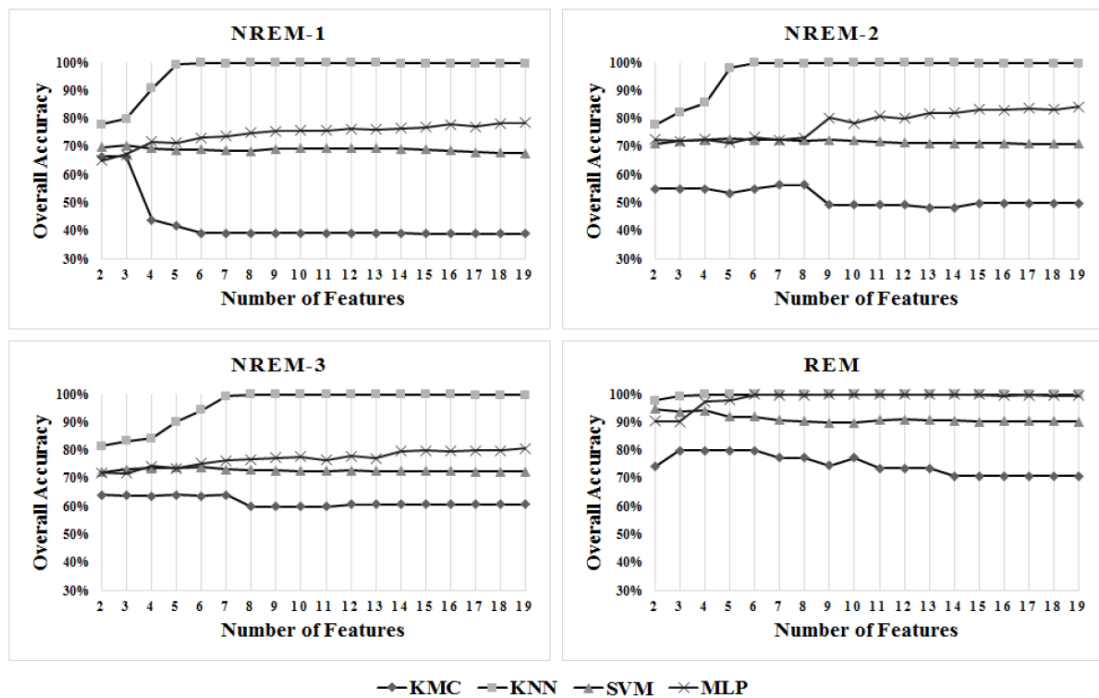 NREM-1
100%
90%
80%
70%
60%
50%
40%
30%
Overall Accuracy
2 3 4 5 6 7 8 9 10 11 12 13 14 15 16 17 18 19
Number of Features
NREM-2
100%
90%
80%
70%
60%
50%
40%
30%
Overall Accuracy
2 3 4 5 6 7 8 9 10 11 12 13 14 15 16 17 18 19
Number of Features
NREM-3
100%
90%
80%
70%
60%
50%
40%
30%
Overall Accuracy
2 3 4 5 6 7 8 9 10 11 12 13 14 15 16 17 18 19
Number of Features
REM
100%
90%
80%
70%
60%
50%
40%
30%
Overall Accuracy
2 3 4 5 6 7 8 9 10 11 12 13 14 15 16 17 18 19
Number of Features
KMC KNN SVM MLP